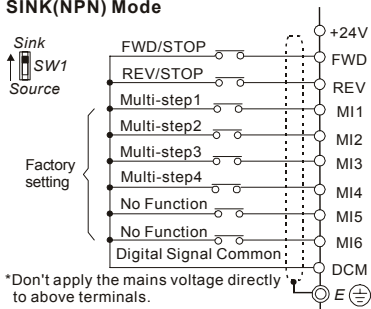 SINK(NPN) Mode
+24V
Sink
SW1
Source
FWD/STOP
FWD
REV/STOP
REV
Multi-step1
MI1
Multi-step2
MI2
Multi-step3
MI3
Multi-step4
MI4
Factory
setting
No Function
MI5
No Function
MI6
Digital Signal Common
DCM
*Don't apply the mains voltage directly
to above terminals.
E